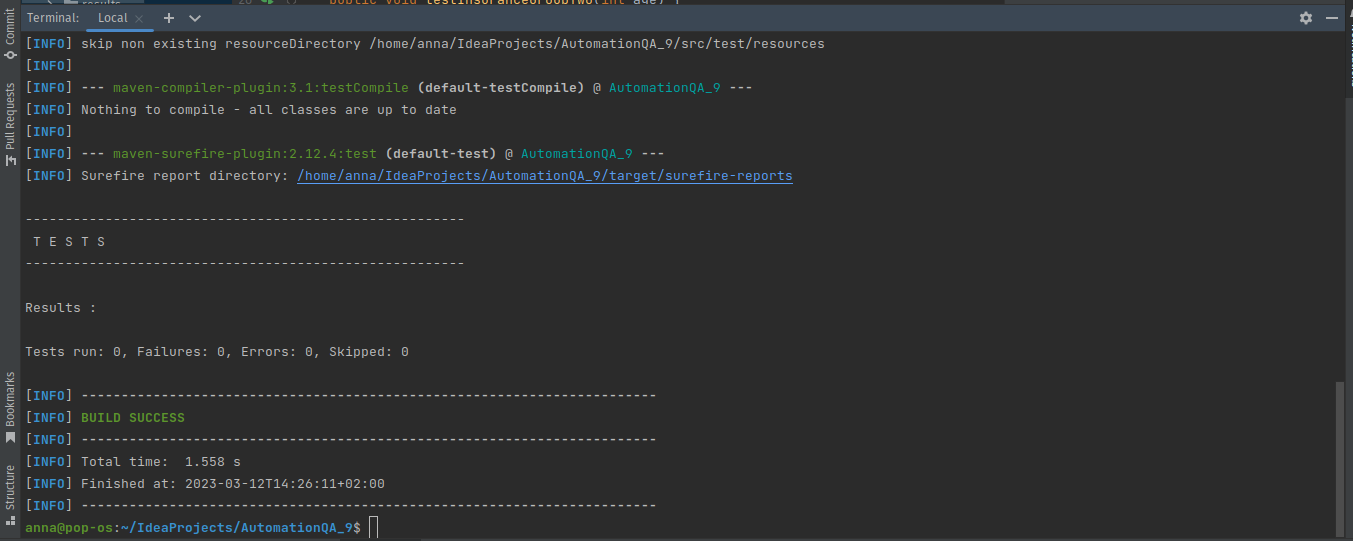 Terminal: Local
[INFO] skip non existing resourceDirectory /home/anna/IdeaProjects/AutomationQA_9/src/test/resources
[INFO]
[INFO] --- maven-compiler-plugin:3.1:testCompile (default-testCompile) @ AutomationQA_9 ---
[INFO] Nothing to compile - all classes are up to date
[INFO]
[INFO] --- maven-surefire-plugin:2.12.4:test (default-test) @ AutomationQA_9 ---
[INFO] Surefire report directory: /home/anna/IdeaProjects/AutomationQA_9/target/surefire-reports
-------------------------------------------------------
T E S T S
-------------------------------------------------------
Results :
Tests run: 0, Failures: 0, Errors: 0, Skipped: 0
[INFO] ------------------------------------------------------------------------
[INFO] BUILD SUCCESS
[INFO] ------------------------------------------------------------------------
[INFO] Total time:  1.558 s
[INFO] Finished at: 2023-03-12T14:26:11+02:00
[INFO] ------------------------------------------------------------------------
anna@pop-os:~/IdeaProjects/AutomationQA_9$
Commit
Pull Requests
Bookmarks
Structure